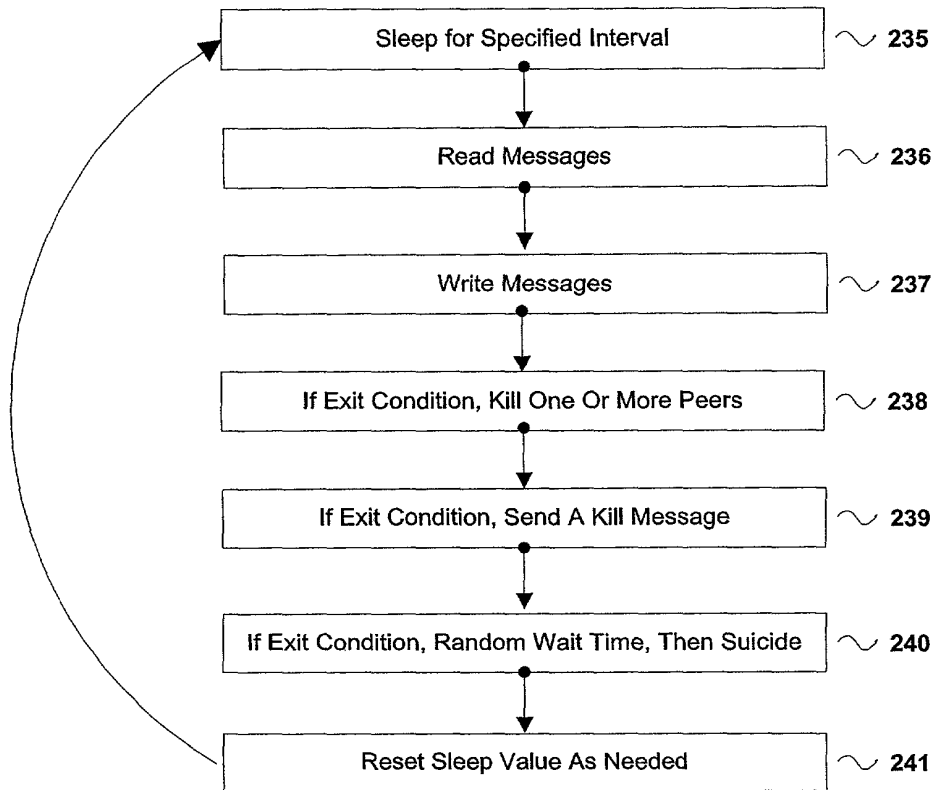 Sleep for Specified Interval 235
Read Messages 236
Write Messages 237
If Exit Condition, Kill One Or More Peers 238
If Exit Condition, Send A Kill Message 239
If Exit Condition, Random Wait Time, Then Suicide 240
Reset Sleep Value As Needed 241